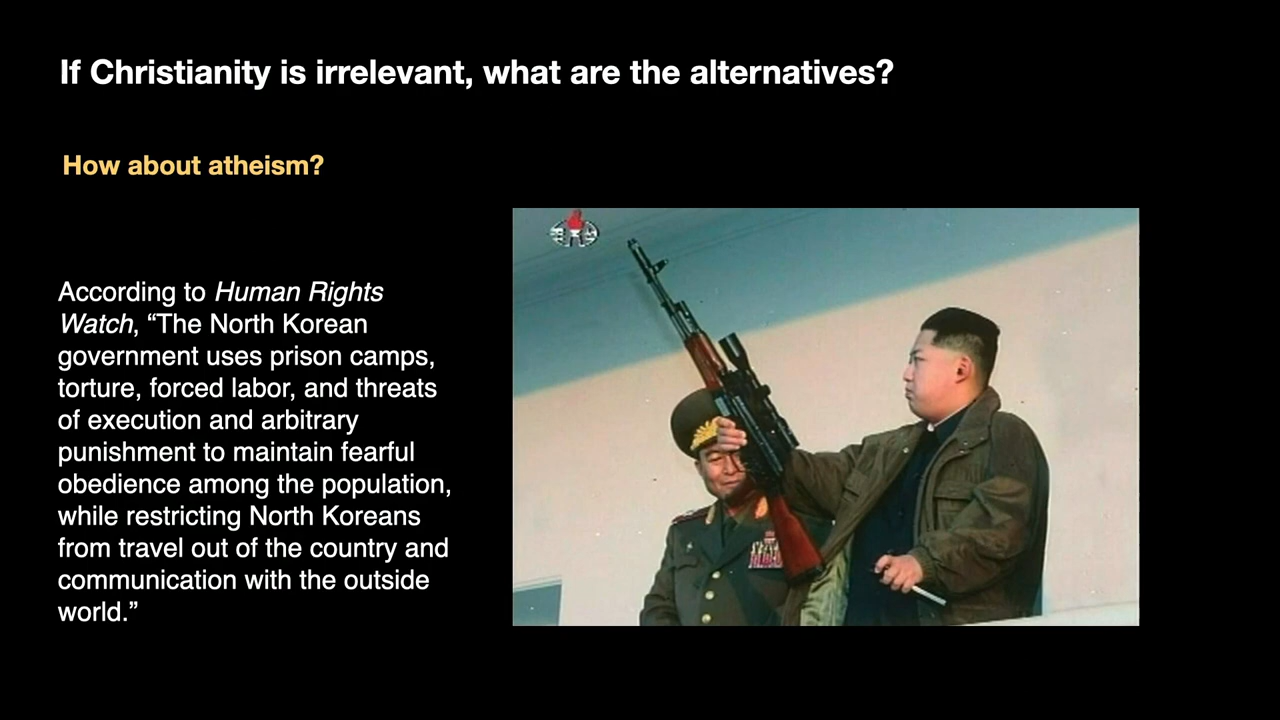 If Christianity is irrelevant, what are the alternatives?
How about atheism?
According to Human Rights
Watch, “The North Korean
government uses prison camps,
torture, forced labor, and threats
of execution and arbitrary
punishment to maintain fearful
obedience among the population,
while restricting North Koreans
from travel out of the country and
communication with the outside
world.”